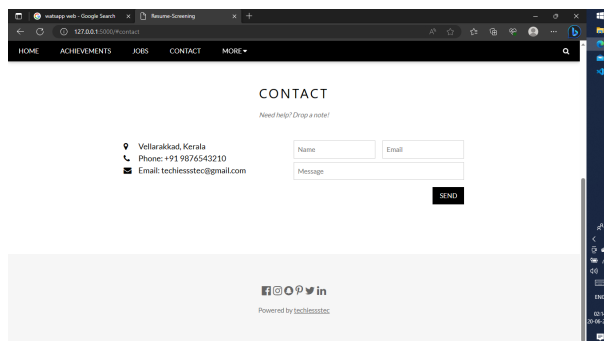 watsapp web - Google Search
Resume-Screening
127.0.0.1:5000/#contact
HOME ACHIEVEMENTS JOBS CONTACT MORE
CONTACT
Need help? Drop a note!
Vellarakkad, Kerala
Phone: +91 9876543210
Email: techiessstec@gmail.com
Name Email
Message
SEND
Powered by techiessstec
ENG